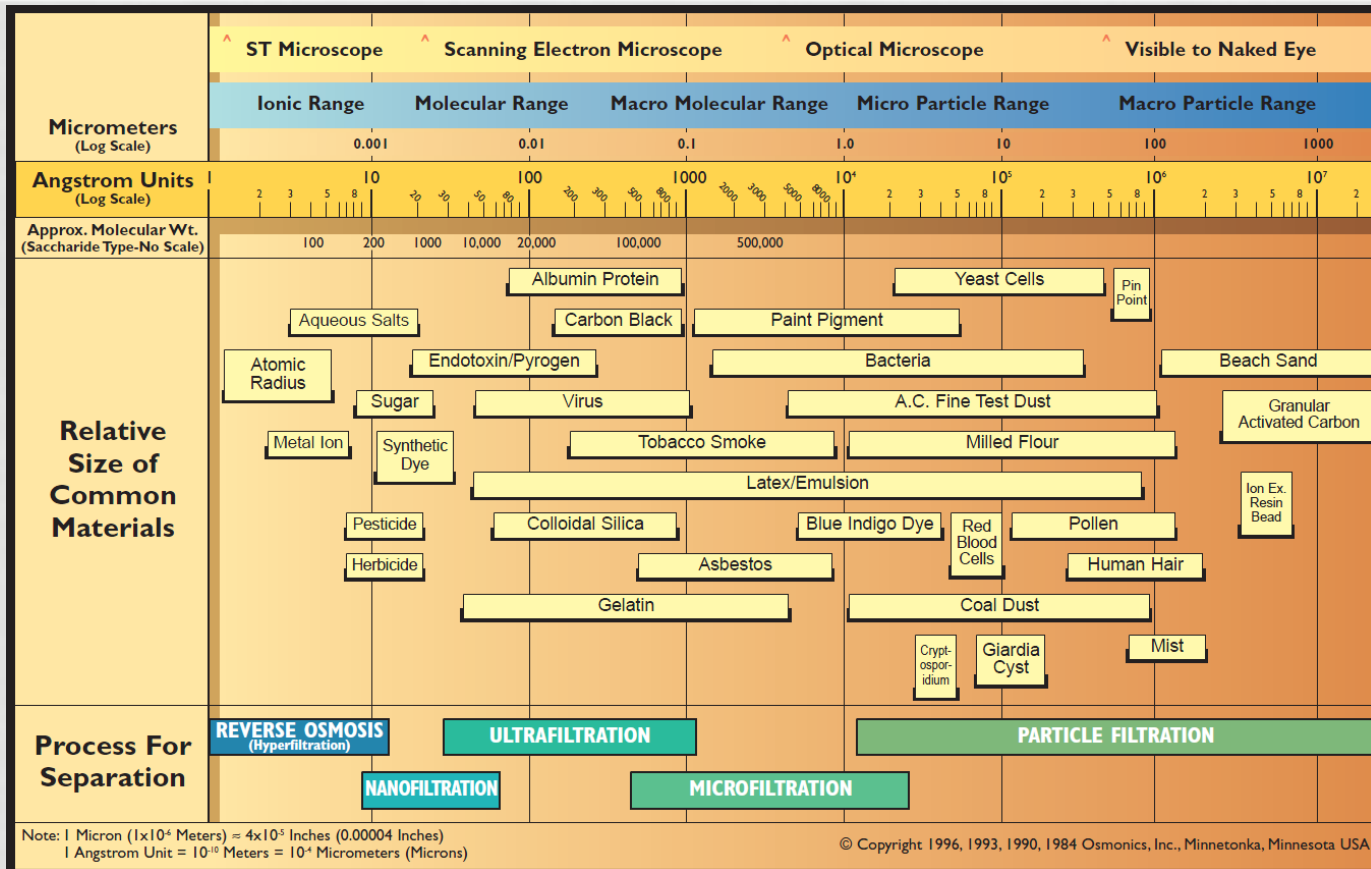 ^ ST Microscope ^ Scanning Electron Microscope ^ Optical Microscope ^ Visible to Naked Eye
Ionic Range Molecular Range Macro Molecular Range Micro Particle Range Macro Particle Range
Micrometers
(Log Scale)
0.001 0.01 0.1 1.0 10 100 1000
Angstrom Units
(Log Scale)
1 10 100 1000 10⁴ 10⁵ 10⁶ 10⁷
2 3 5 8 20 30 50 80 200 300 500 800 2000 3000 5000 8000 2 3 5 8 2 3 5 8 2 3 5 8
Approx. Molecular Wt.
(Saccharide Type-No Scale)
100 200 1000 10,000 20,000 100,000 500,000
Relative
Size of
Common
Materials
Albumin Protein Yeast Cells
Pin
Point
Aqueous Salts Carbon Black Paint Pigment
Atomic
Radius
Endotoxin/Pyrogen Bacteria Beach Sand
Sugar Virus A.C. Fine Test Dust
Granular
Activated Carbon
Metal Ion
Synthetic
Dye
Tobacco Smoke Milled Flour
Latex/Emulsion
Ion Ex.
Resin
Bead
Pesticide Colloidal Silica Blue Indigo Dye
Red
Blood
Cells
Pollen
Herbicide Asbestos Human Hair
Gelatin Coal Dust
Crypt-
ospor-
idium
Giardia
Cyst
Mist
Process For
Separation
REVERSE OSMOSIS
(Hyperfiltration)
ULTRAFILTRATION PARTICLE FILTRATION
NANOFILTRATION MICROFILTRATION
Note: 1 Micron (1x10⁻⁶ Meters) ≈ 4x10⁻⁵ Inches (0.00004 Inches)
1 Angstrom Unit = 10⁻¹⁰ Meters = 10⁻⁴ Micrometers (Microns)
© Copyright 1996, 1993, 1990, 1984 Osmonics, Inc., Minnetonka, Minnesota USA